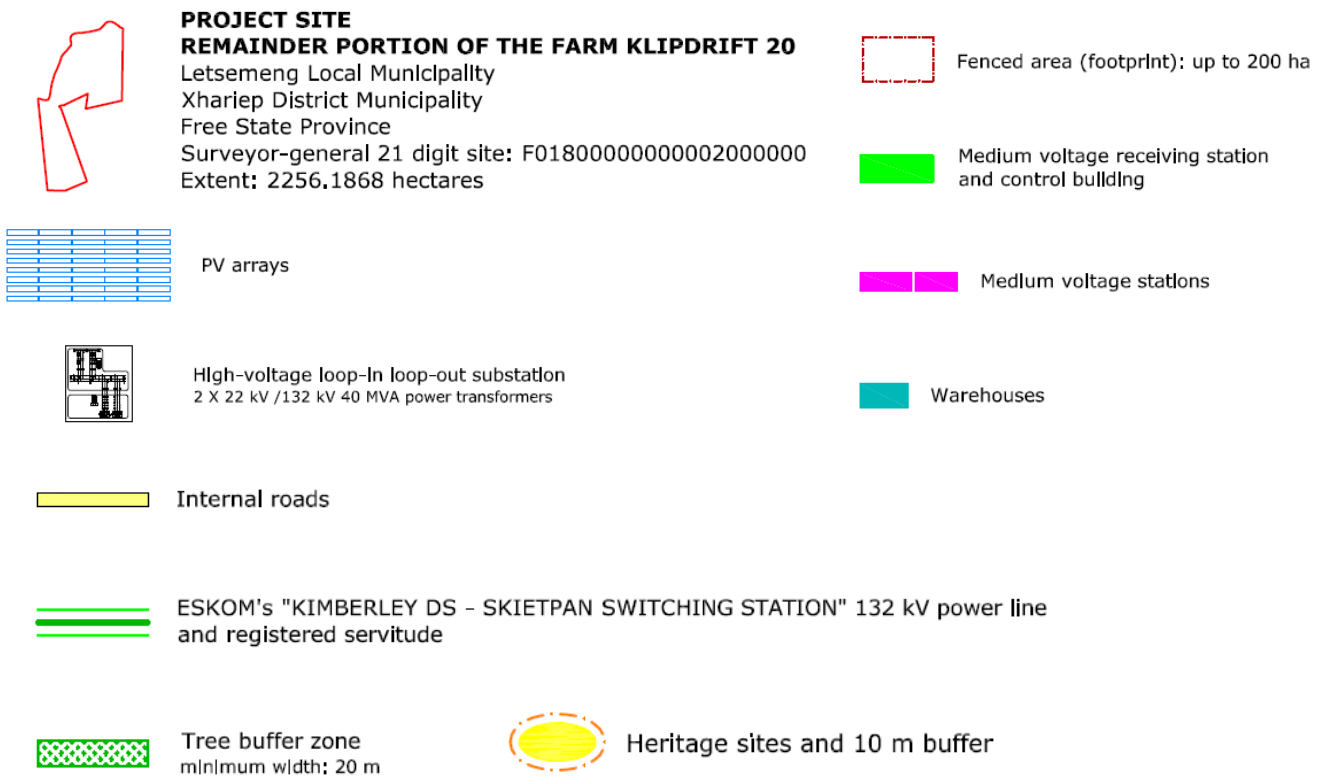 PROJECT SITE
REMAINDER PORTION OF THE FARM KLIPDRIFT 20
Letsemeng Local Municipality
Xhariep District Municipality
Free State Province
Surveyor-general 21 digit site: F01800000000002000000
Extent: 2256.1868 hectares
PV arrays
High-voltage loop-in loop-out substation
2 X 22 kV /132 kV 40 MVA power transformers
Internal roads
ESKOM's "KIMBERLEY DS - SKIETPAN SWITCHING STATION" 132 kV power line
and registered servitude
Tree buffer zone
minimum width: 20 m
Heritage sites and 10 m buffer
Fenced area (footprint): up to 200 ha
Medium voltage receiving station
and control building
Medium voltage stations
Warehouses